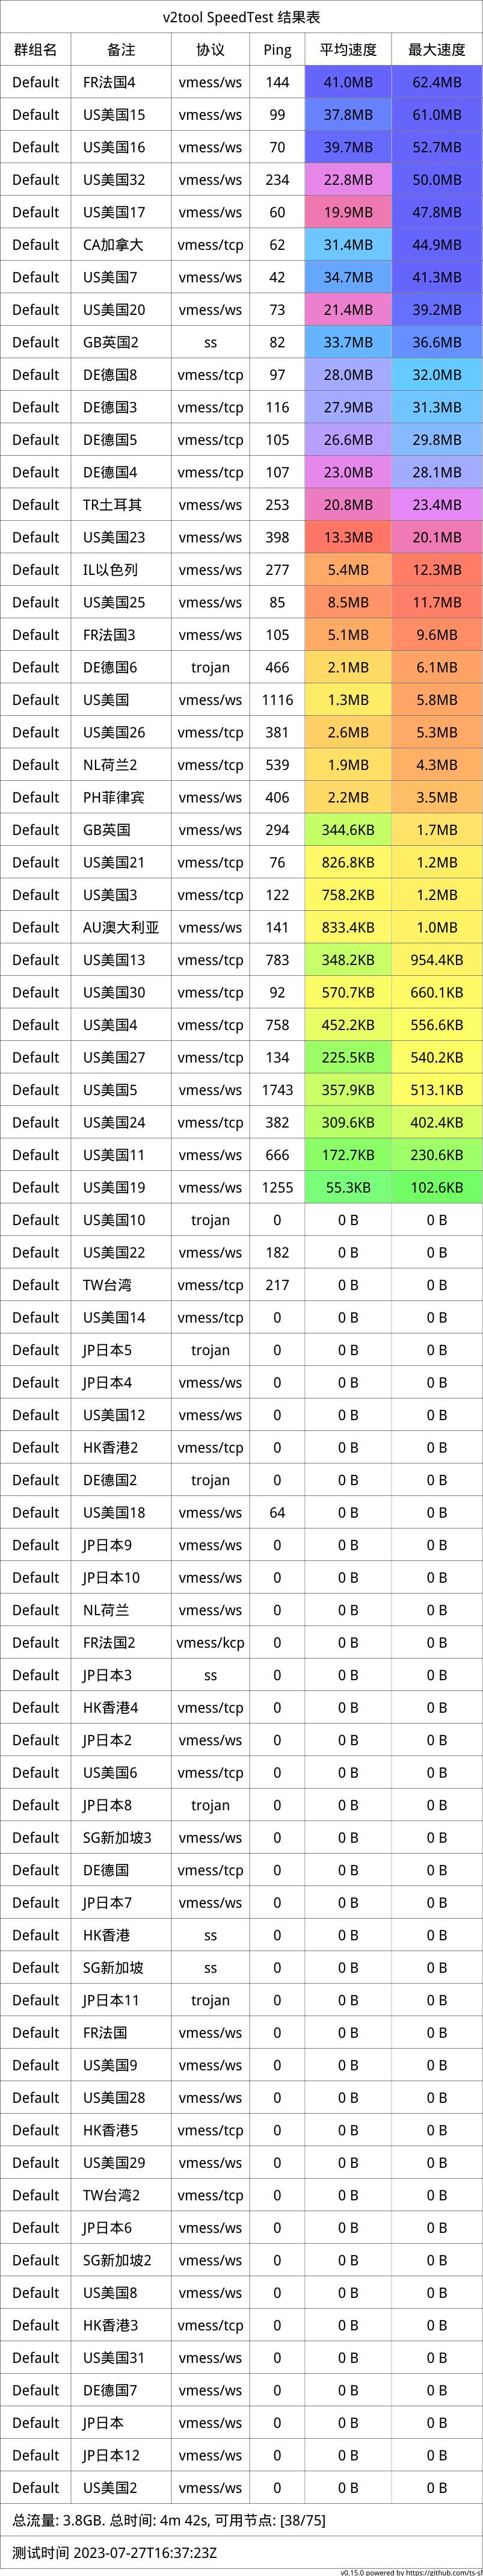 v2tool SpeedTest 结果表
群组名 备注 协议 Ping 平均速度 最大速度
Default FR法国4 vmess/ws 144 41.0MB 62.4MB
Default US美国15 vmess/ws 99 37.8MB 61.0MB
Default US美国16 vmess/ws 70 39.7MB 52.7MB
Default US美国32 vmess/ws 234 22.8MB 50.0MB
Default US美国17 vmess/ws 60 19.9MB 47.8MB
Default CA加拿大 vmess/tcp 62 31.4MB 44.9MB
Default US美国7 vmess/ws 42 34.7MB 41.3MB
Default US美国20 vmess/ws 73 21.4MB 39.2MB
Default GB英国2 ss 82 33.7MB 36.6MB
Default DE德国8 vmess/tcp 97 28.0MB 32.0MB
Default DE德国3 vmess/tcp 116 27.9MB 31.3MB
Default DE德国5 vmess/tcp 105 26.6MB 29.8MB
Default DE德国4 vmess/tcp 107 23.0MB 28.1MB
Default TR土耳其 vmess/ws 253 20.8MB 23.4MB
Default US美国23 vmess/ws 398 13.3MB 20.1MB
Default IL以色列 vmess/ws 277 5.4MB 12.3MB
Default US美国25 vmess/ws 85 8.5MB 11.7MB
Default FR法国3 vmess/ws 105 5.1MB 9.6MB
Default DE德国6 trojan 466 2.1MB 6.1MB
Default US美国 vmess/ws 1116 1.3MB 5.8MB
Default US美国26 vmess/tcp 381 2.6MB 5.3MB
Default NL荷兰2 vmess/tcp 539 1.9MB 4.3MB
Default PH菲律宾 vmess/ws 406 2.2MB 3.5MB
Default GB英国 vmess/ws 294 344.6KB 1.7MB
Default US美国21 vmess/tcp 76 826.8KB 1.2MB
Default US美国3 vmess/tcp 122 758.2KB 1.2MB
Default AU澳大利亚 vmess/ws 141 833.4KB 1.0MB
Default US美国13 vmess/tcp 783 348.2KB 954.4KB
Default US美国30 vmess/tcp 92 570.7KB 660.1KB
Default US美国4 vmess/tcp 758 452.2KB 556.6KB
Default US美国27 vmess/tcp 134 225.5KB 540.2KB
Default US美国5 vmess/ws 1743 357.9KB 513.1KB
Default US美国24 vmess/tcp 382 309.6KB 402.4KB
Default US美国11 vmess/ws 666 172.7KB 230.6KB
Default US美国19 vmess/ws 1255 55.3KB 102.6KB
Default US美国10 trojan 0 0 B 0 B
Default US美国22 vmess/ws 182 0 B 0 B
Default TW台湾 vmess/tcp 217 0 B 0 B
Default US美国14 vmess/tcp 0 0 B 0 B
Default JP日本5 trojan 0 0 B 0 B
Default JP日本4 vmess/ws 0 0 B 0 B
Default US美国12 vmess/ws 0 0 B 0 B
Default HK香港2 vmess/tcp 0 0 B 0 B
Default DE德国2 trojan 0 0 B 0 B
Default US美国18 vmess/ws 64 0 B 0 B
Default JP日本9 vmess/ws 0 0 B 0 B
Default JP日本10 vmess/ws 0 0 B 0 B
Default NL荷兰 vmess/ws 0 0 B 0 B
Default FR法国2 vmess/kcp 0 0 B 0 B
Default JP日本3 ss 0 0 B 0 B
Default HK香港4 vmess/tcp 0 0 B 0 B
Default JP日本2 vmess/ws 0 0 B 0 B
Default US美国6 vmess/tcp 0 0 B 0 B
Default JP日本8 trojan 0 0 B 0 B
Default SG新加坡3 vmess/ws 0 0 B 0 B
Default DE德国 vmess/tcp 0 0 B 0 B
Default JP日本7 vmess/ws 0 0 B 0 B
Default HK香港 ss 0 0 B 0 B
Default SG新加坡 ss 0 0 B 0 B
Default JP日本11 trojan 0 0 B 0 B
Default FR法国 vmess/ws 0 0 B 0 B
Default US美国9 vmess/ws 0 0 B 0 B
Default US美国28 vmess/ws 0 0 B 0 B
Default HK香港5 vmess/tcp 0 0 B 0 B
Default US美国29 vmess/ws 0 0 B 0 B
Default TW台湾2 vmess/tcp 0 0 B 0 B
Default JP日本6 vmess/ws 0 0 B 0 B
Default SG新加坡2 vmess/ws 0 0 B 0 B
Default US美国8 vmess/ws 0 0 B 0 B
Default HK香港3 vmess/tcp 0 0 B 0 B
Default US美国31 vmess/ws 0 0 B 0 B
Default DE德国7 vmess/ws 0 0 B 0 B
Default JP日本 vmess/ws 0 0 B 0 B
Default JP日本12 vmess/ws 0 0 B 0 B
Default US美国2 vmess/ws 0 0 B 0 B
总流量: 3.8GB. 总时间: 4m 42s, 可用节点: [38/75]
测试时间 2023-07-27T16:37:23Z
v0.15.0 powered by https://github.com/ts-sf